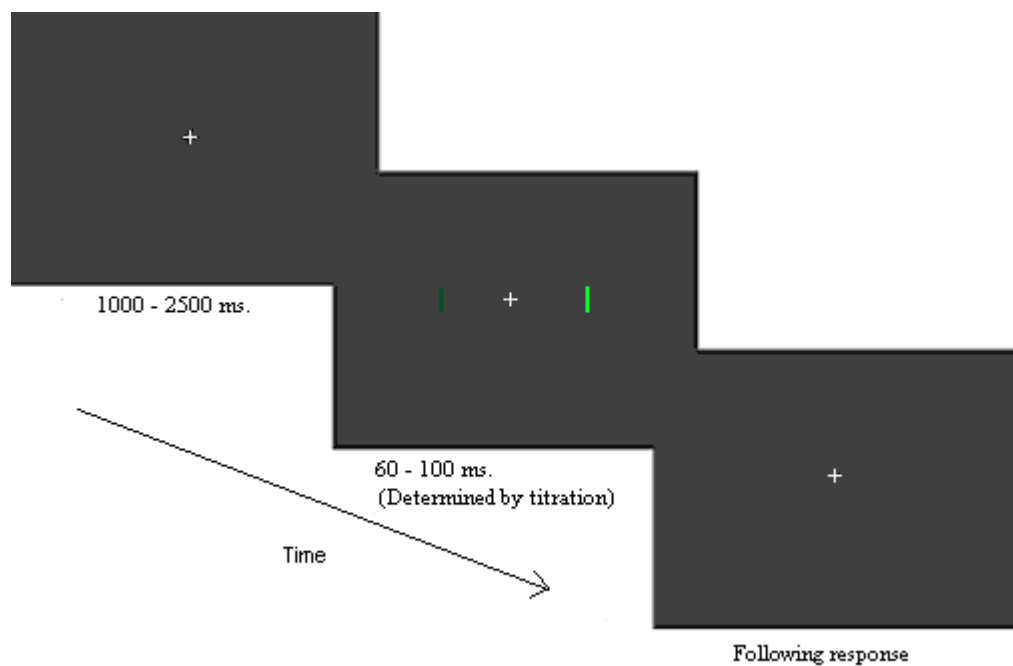 1000 - 2500 ms.
60 - 100 ms.
(Determined by titration)
Time
Following response